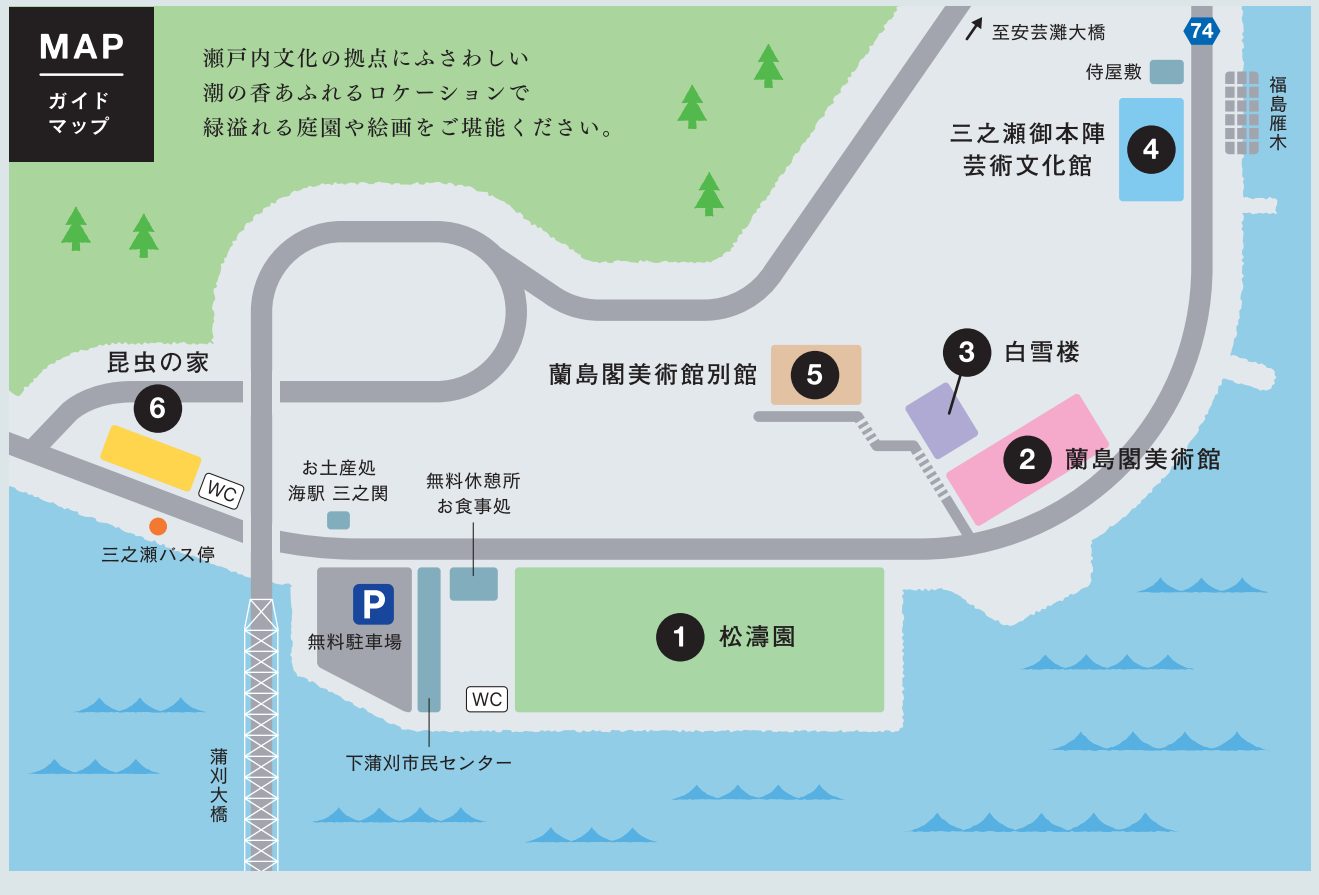 MAP
ガイド
マップ
瀬戸内文化の拠点にふさわしい
潮の香あふれるロケーションで
緑溢れる庭園や絵画をご堪能ください。
至安芸灘大橋
74
侍屋敷
福島雁木
三之瀬御本陣
芸術文化館
4
昆虫の家
6
蘭島閣美術館別館
5
3
白雪楼
2
蘭島閣美術館
WC
お土産処
海駅 三之関
無料休憩所
お食事処
三之瀬バス停
P
無料駐車場
1
松濤園
WC
下蒲刈市民センター
蒲刈大橋